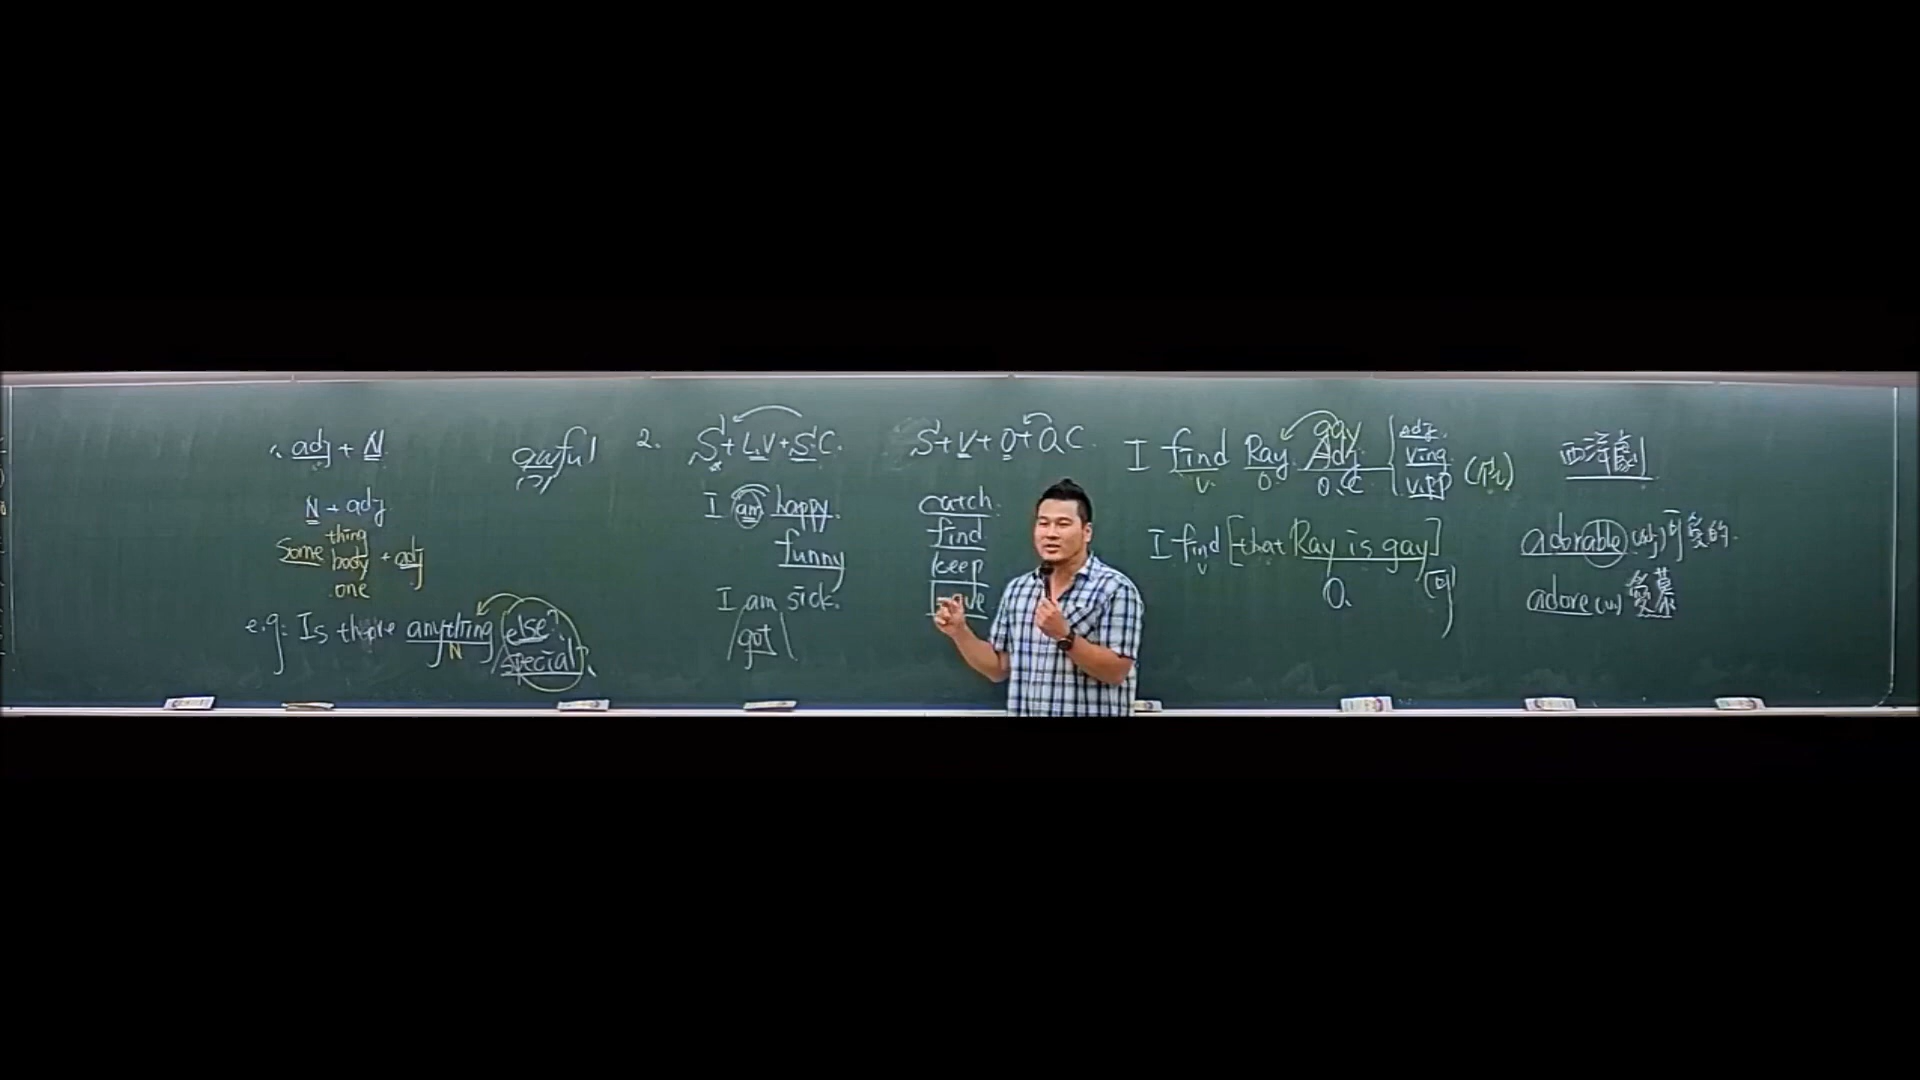 1. adj + N
N + adj
thing
Some body + adj
one
e.g: Is there anything else?
N
special?
awful
2.
S + L.V + S.C.
I am happy.
funny
I am sick.
got
S + V + O + O.C.
catch
find
keep
I find Ray Adj
gay
V. O. O.C
Adj.
Ving
V.pp
I find [that Ray is gay]
V
O.
西洋劇
adorable (adj) 可愛的.
adore (v) 愛慕